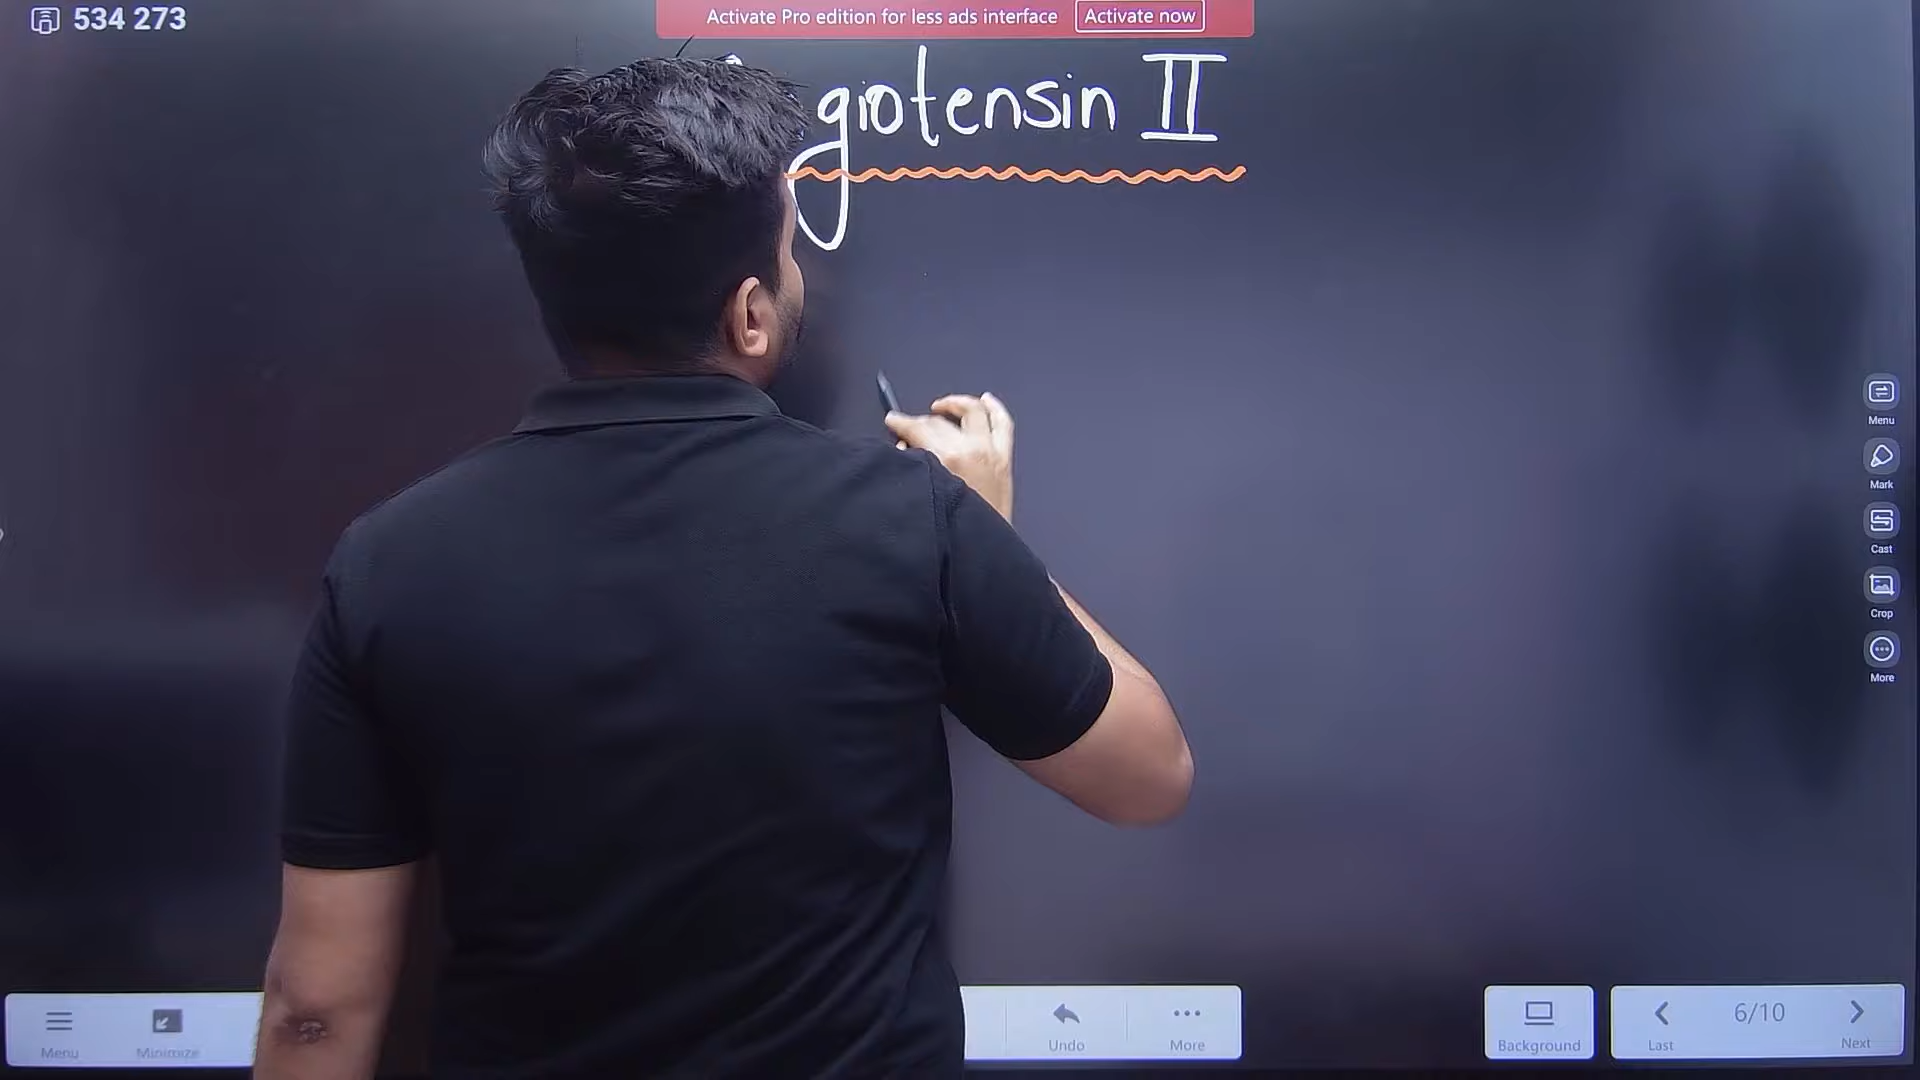 534 273
Activate Pro edition for less ads interface Activate now
giotensin II
Menu
Mark
Cast
Crop
More
Menu
Minimize
Undo
More
Background
Last
6/10
Next